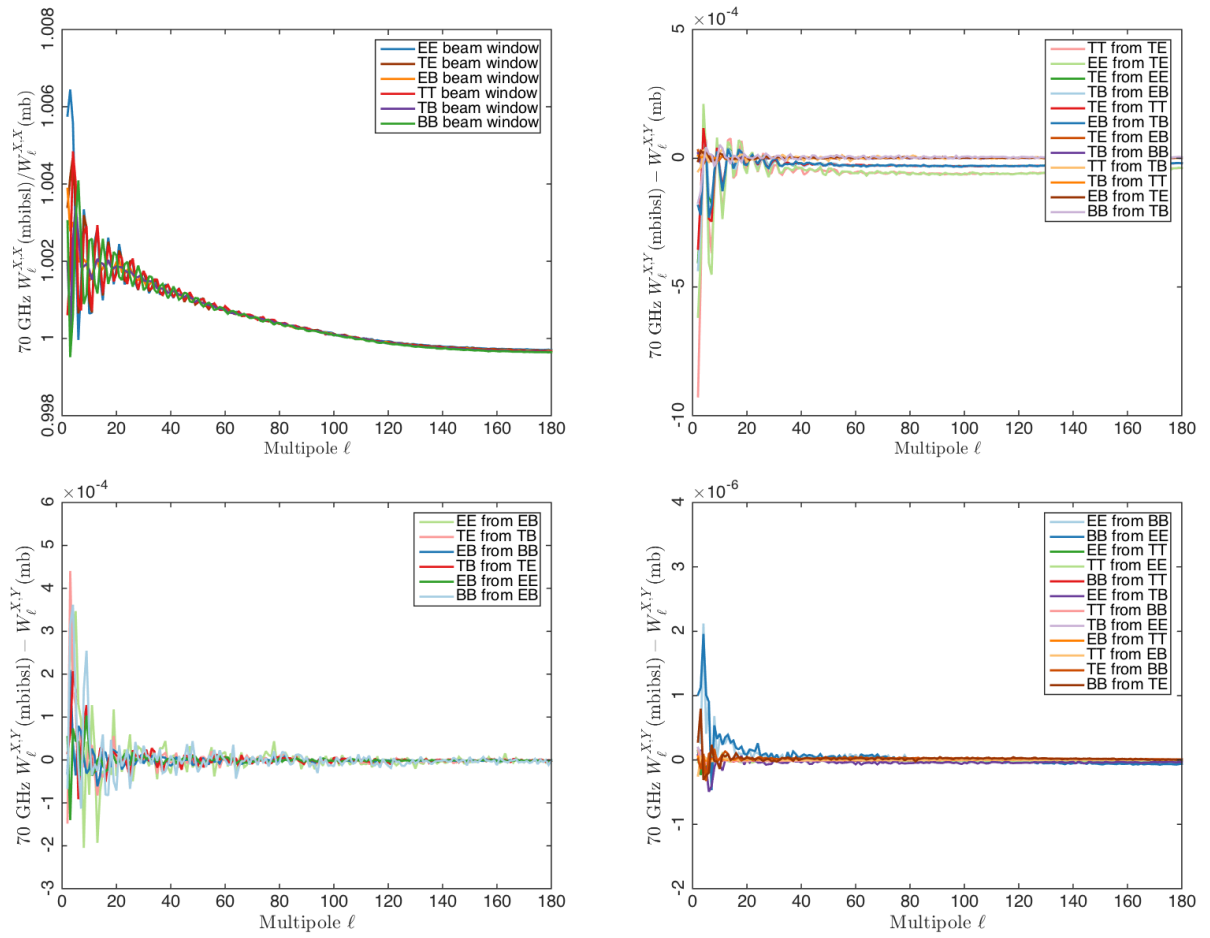 1.008
1.006
1.004
1.002
1
0.998
70 GHz W_ℓ^{X,X}(mbibsl)/W_ℓ^{X,X}(mb)
EE beam window
TE beam window
EB beam window
TT beam window
TB beam window
BB beam window
0 20 40 60 80 100 120 140 160 180
Multipole ℓ
×10⁻⁴
5
0
-5
-10
70 GHz W_ℓ^{X,Y}(mbibsl) − W_ℓ^{X,Y}(mb)
TT from TE
EE from TE
TE from EE
TB from EB
TE from TT
EB from TB
TE from EB
TB from BB
TT from TB
TB from TT
EB from TE
BB from TB
0 20 40 60 80 100 120 140 160 180
Multipole ℓ
×10⁻⁴
6
5
4
3
2
1
0
-1
-2
-3
70 GHz W_ℓ^{X,Y}(mbibsl) − W_ℓ^{X,Y}(mb)
EE from EB
TE from TB
EB from BB
TB from TE
EB from EE
BB from EB
0 20 40 60 80 100 120 140 160 180
Multipole ℓ
×10⁻⁶
4
3
2
1
0
-1
-2
70 GHz W_ℓ^{X,Y}(mbibsl) − W_ℓ^{X,Y}(mb)
EE from BB
BB from EE
EE from TT
TT from EE
BB from TT
EE from TB
TT from BB
TB from EE
EB from TT
TT from EB
TE from BB
BB from TE
0 20 40 60 80 100 120 140 160 180
Multipole ℓ